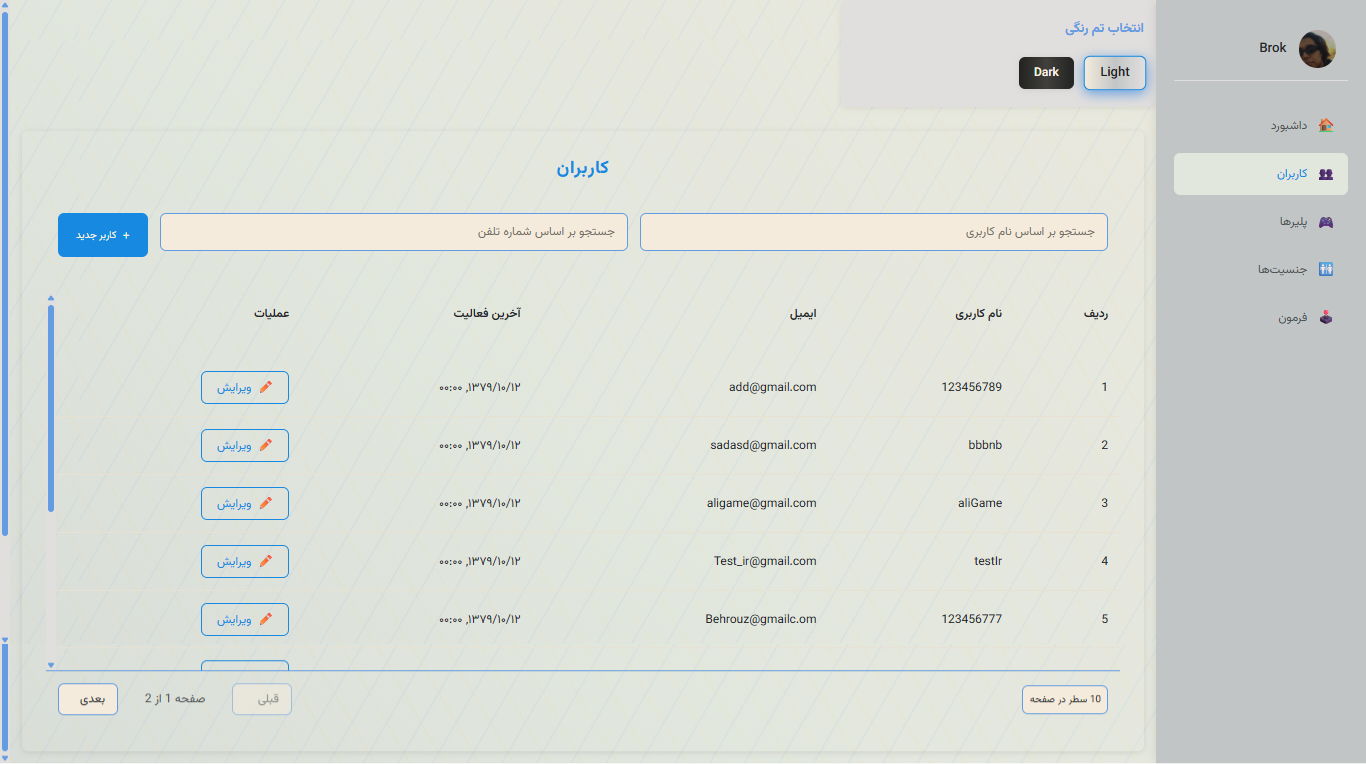 Brok
داشبورد
کاربران
پلیرها
جنسیت‌ها
فرمون
انتخاب تم رنگی
Light
Dark
کاربران
جستجو بر اساس نام کاربری
جستجو بر اساس شماره تلفن
+ کاربر جدید
ردیف نام کاربری ایمیل آخرین فعالیت عملیات
1 123456789 add@gmail.com ۱۳۷۹/۱۰/۱۲, ۰۰:۰۰ ویرایش
2 bbbnb sadasd@gmail.com ۱۳۷۹/۱۰/۱۲, ۰۰:۰۰ ویرایش
3 aliGame aligame@gmail.com ۱۳۷۹/۱۰/۱۲, ۰۰:۰۰ ویرایش
4 testIr Test_ir@gmail.com ۱۳۷۹/۱۰/۱۲, ۰۰:۰۰ ویرایش
5 123456777 Behrouz@gmailc.om ۱۳۷۹/۱۰/۱۲, ۰۰:۰۰ ویرایش
10 سطر در صفحه
قبلی صفحه 1 از 2 بعدی